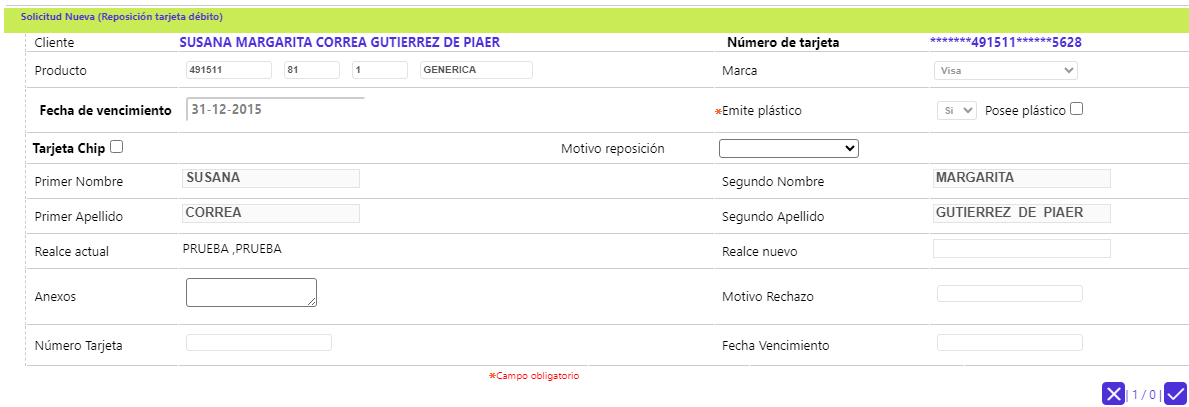 Solicitud Nueva (Reposición tarjeta débito)
Cliente SUSANA MARGARITA CORREA GUTIERREZ DE PIAER Número de tarjeta *******491511******5628
Producto 491511 81 1 GENERICA Marca Visa
Fecha de vencimiento 31-12-2015 *Emite plástico Si Posee plástico
Tarjeta Chip Motivo reposición
Primer Nombre SUSANA Segundo Nombre MARGARITA
Primer Apellido CORREA Segundo Apellido GUTIERREZ DE PIAER
Realce actual PRUEBA ,PRUEBA Realce nuevo
Anexos Motivo Rechazo
Número Tarjeta Fecha Vencimiento
*Campo obligatorio
| 1 / 0 |